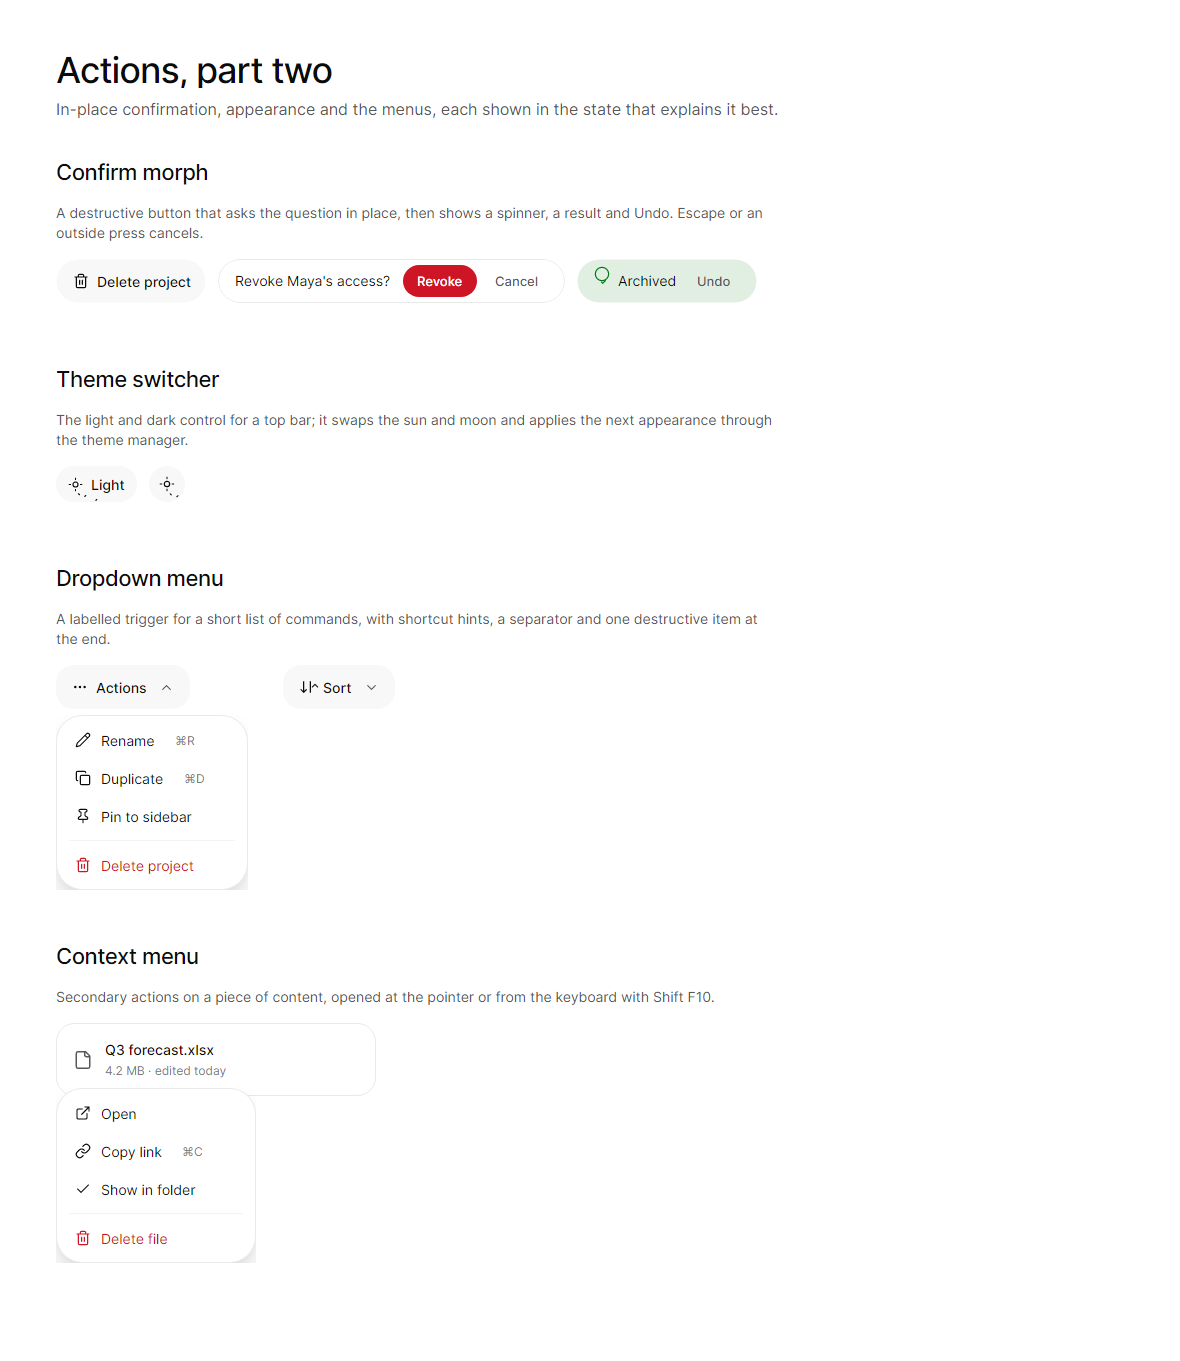 Actions, part two
In-place confirmation, appearance and the menus, each shown in the state that explains it best.
Confirm morph
A destructive button that asks the question in place, then shows a spinner, a result and Undo. Escape or an
outside press cancels.
Delete project
Revoke Maya's access?
Revoke
Cancel
Archived
Undo
Theme switcher
The light and dark control for a top bar; it swaps the sun and moon and applies the next appearance through
the theme manager.
Light
Dropdown menu
A labelled trigger for a short list of commands, with shortcut hints, a separator and one destructive item at
the end.
Actions
Sort
Rename ⌘R
Duplicate ⌘D
Pin to sidebar
Delete project
Context menu
Secondary actions on a piece of content, opened at the pointer or from the keyboard with Shift F10.
Q3 forecast.xlsx
4.2 MB · edited today
Open
Copy link ⌘C
Show in folder
Delete file